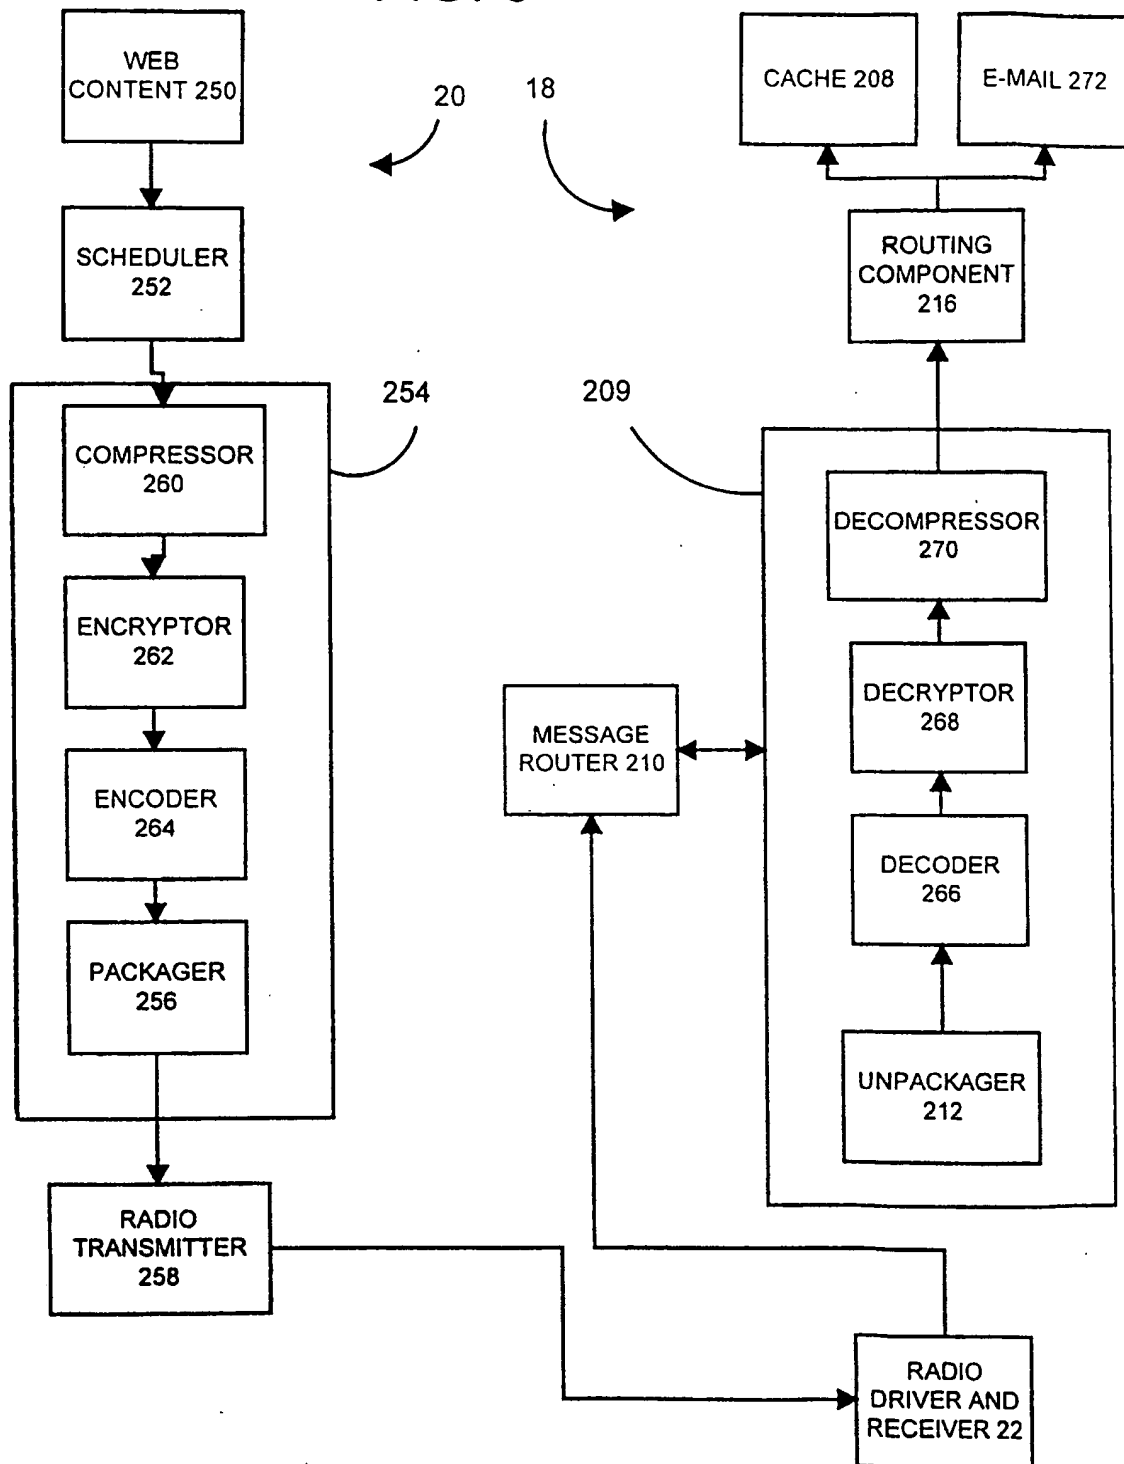 WEB
CONTENT 250
20
18
CACHE 208
E-MAIL 272
SCHEDULER
252
ROUTING
COMPONENT
216
254
209
COMPRESSOR
260
DECOMPRESSOR
270
ENCRYPTOR
262
DECRYPTOR
268
MESSAGE
ROUTER 210
ENCODER
264
DECODER
266
PACKAGER
256
UNPACKAGER
212
RADIO
TRANSMITTER
258
RADIO
DRIVER AND
RECEIVER 22